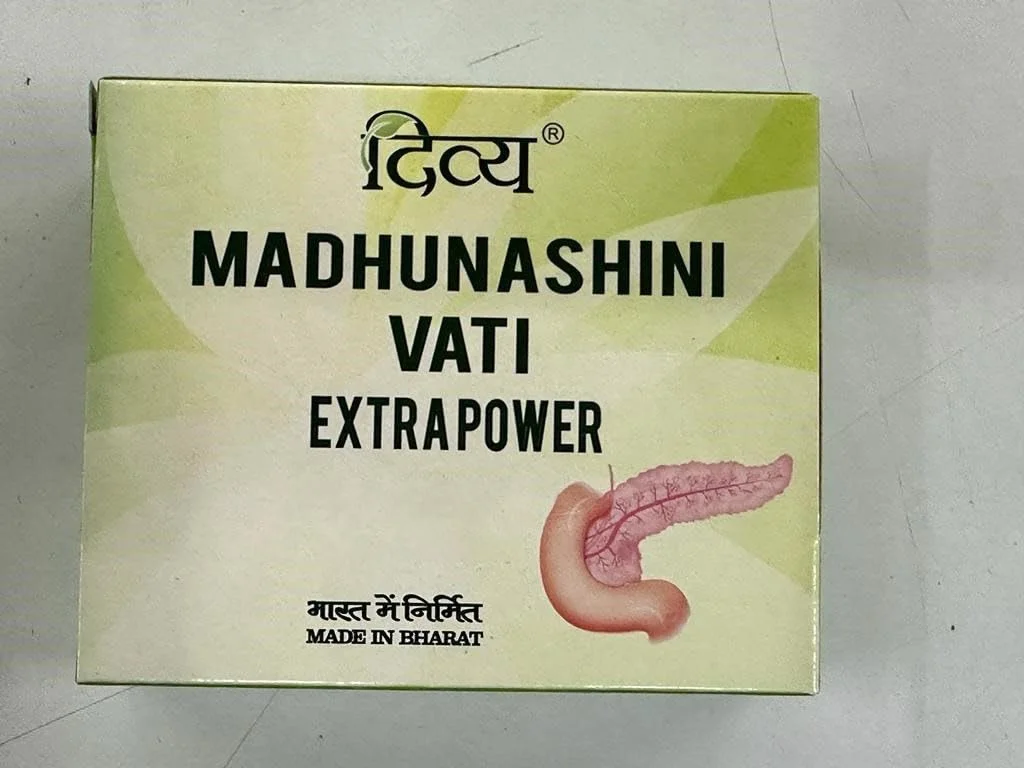 दिव्य®
MADHUNASHINI
VATI
EXTRAPOWER
भारत में निर्मित
MADE IN BHARAT